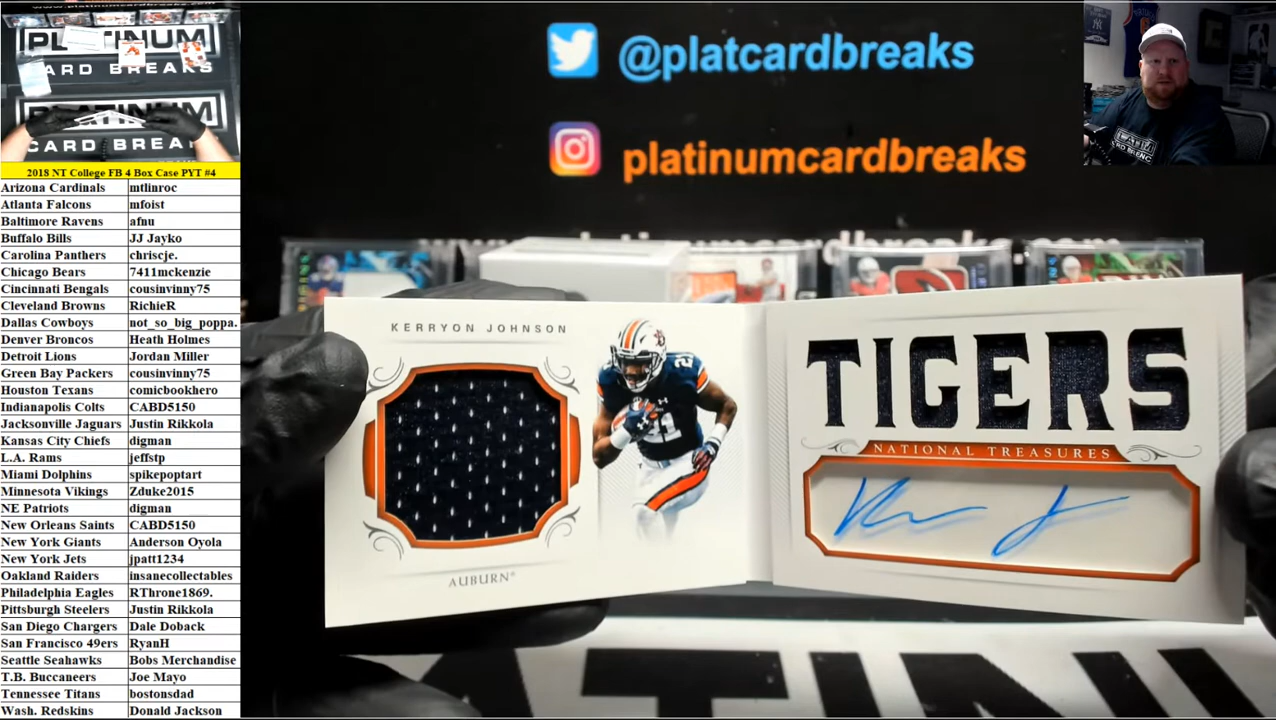 www.platinumcardbreaks.com
PLATINUM
CARD BREAKS
PLATINUM
CARD BREA
2018 NT College FB 4 Box Case PYT #4
Arizona Cardinals mtlinroc
Atlanta Falcons mfoist
Baltimore Ravens afnu
Buffalo Bills JJ Jayko
Carolina Panthers chriscje.
Chicago Bears 7411mckenzie
Cincinnati Bengals cousinvinny75
Cleveland Browns RichieR
Dallas Cowboys not_so_big_poppa.
Denver Broncos Heath Holmes
Detroit Lions Jordan Miller
Green Bay Packers cousinvinny75
Houston Texans comicbookhero
Indianapolis Colts CABD5150
Jacksonville Jaguars Justin Rikkola
Kansas City Chiefs digman
L.A. Rams jeffstp
Miami Dolphins spikepoptart
Minnesota Vikings Zduke2015
NE Patriots digman
New Orleans Saints CABD5150
New York Giants Anderson Oyola
New York Jets jpatt1234
Oakland Raiders insanecollectables
Philadelphia Eagles RThrone1869.
Pittsburgh Steelers Justin Rikkola
San Diego Chargers Dale Doback
San Francisco 49ers RyanH
Seattle Seahawks Bobs Merchandise
T.B. Buccaneers Joe Mayo
Tennessee Titans bostonsdad
Wash. Redskins Donald Jackson
@platcardbreaks
platinumcardbreaks
KERRYON JOHNSON
21
AUBURN®
TIGERS
NATIONAL TREASURES
ATINU